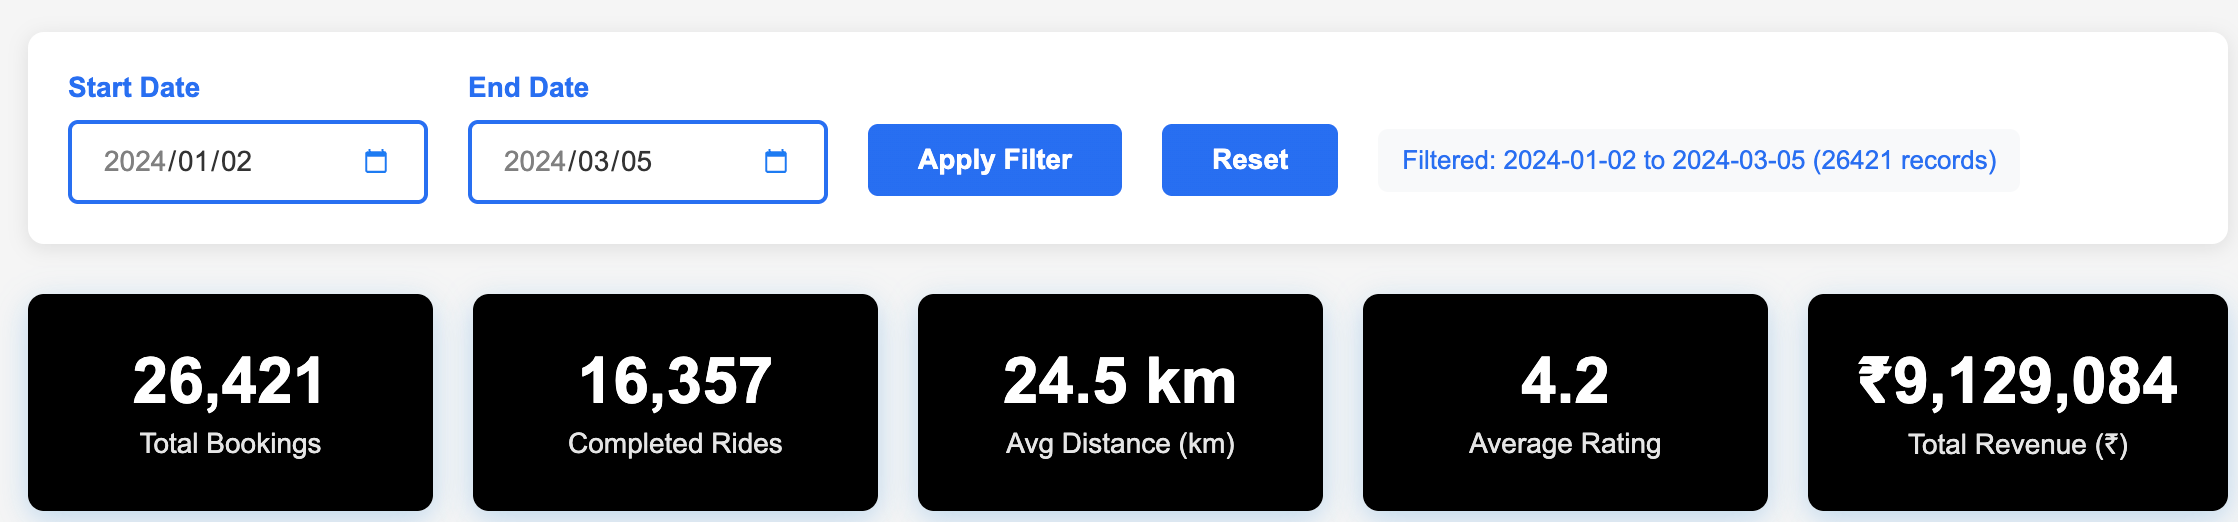 Start Date
End Date
2024/01/02
2024/03/05
Apply Filter
Reset
Filtered: 2024-01-02 to 2024-03-05 (26421 records)
26,421
Total Bookings
16,357
Completed Rides
24.5 km
Avg Distance (km)
4.2
Average Rating
₹9,129,084
Total Revenue (₹)